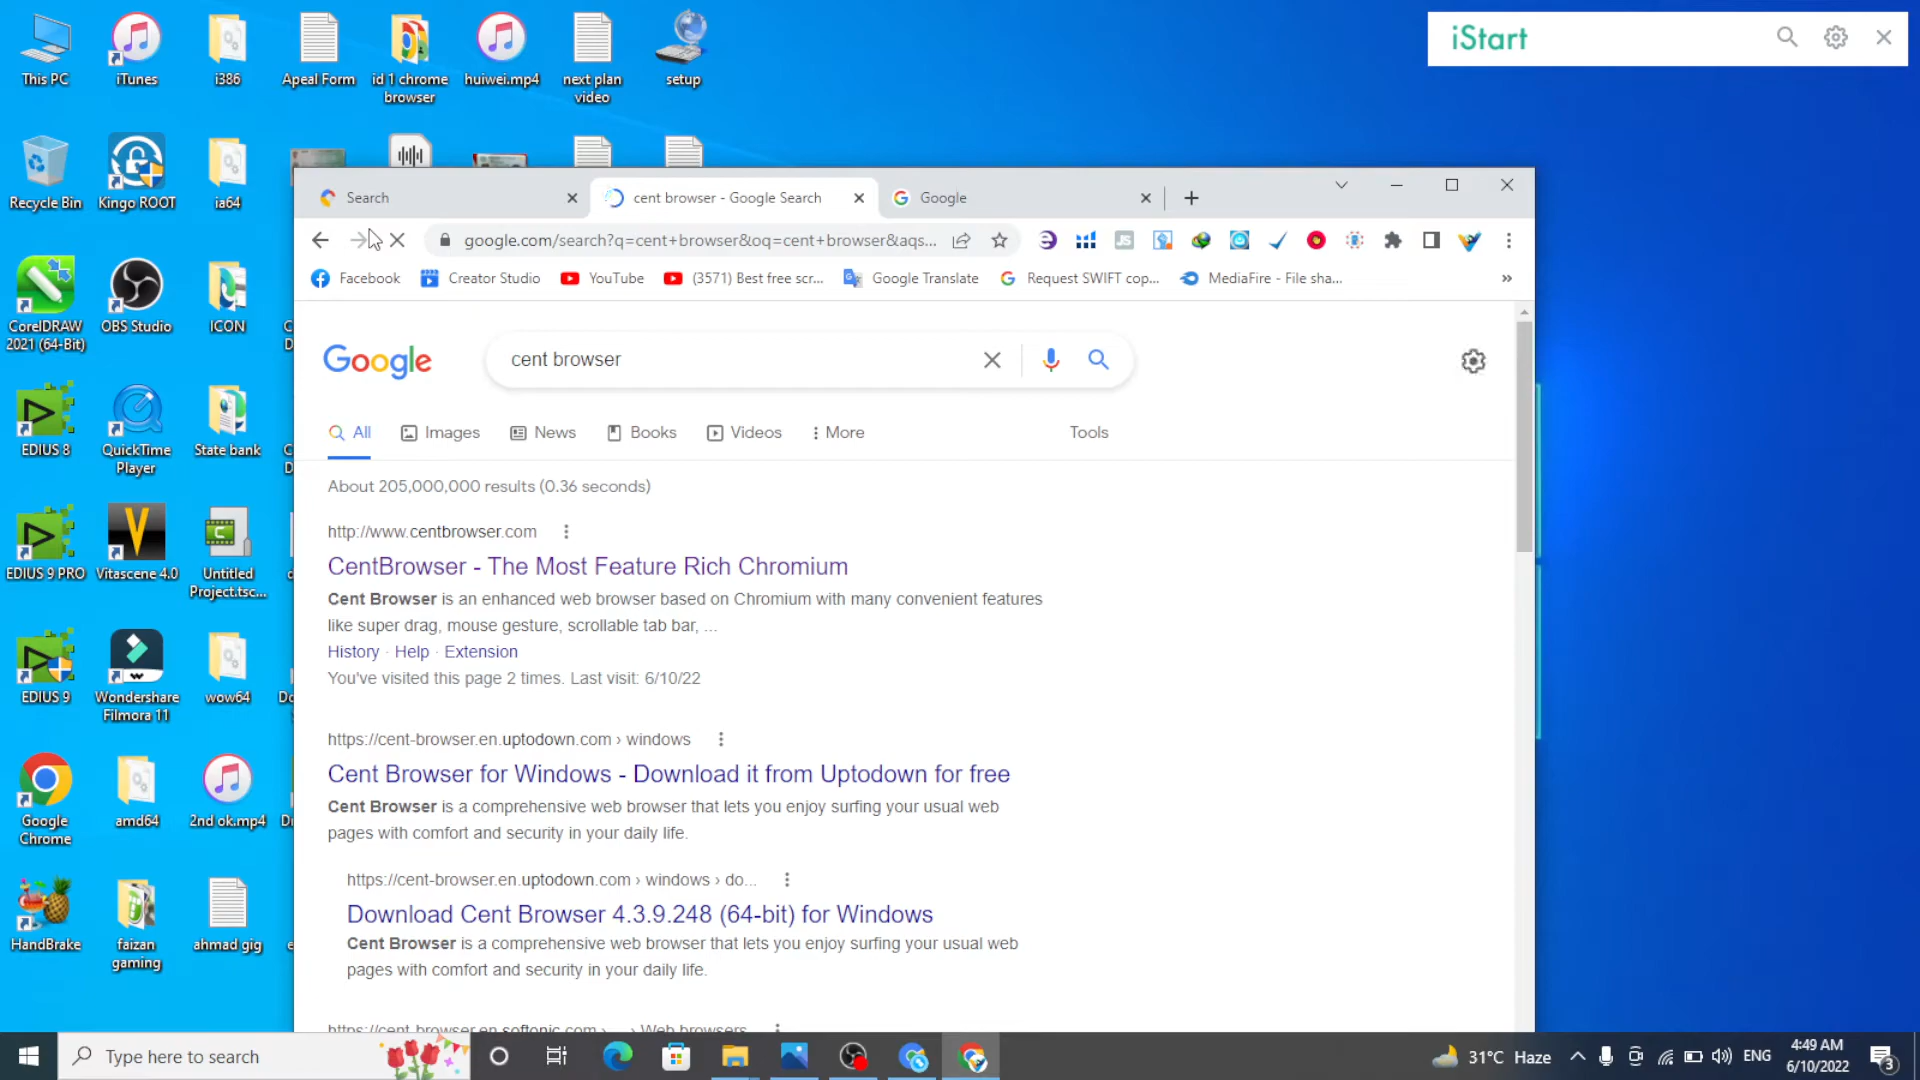 iStart
This PC
iTunes
i386
Apeal Form
id 1 chrome
browser
huiwei.mp4
next plan
video
setup
Recycle Bin
Kingo ROOT
ia64
Search
cent browser - Google Search
Google
google.com/search?q=cent+browser&oq=cent+browser&aqs...
Facebook
Creator Studio
YouTube
(3571) Best free scr...
Google Translate
Request SWIFT cop...
MediaFire - File sha...
»
CorelDRAW
2021 (64-Bit)
OBS Studio
ICON
Google
cent browser
All
Images
News
Books
Videos
More
Tools
EDIUS 8
QuickTime
Player
State bank
About 205,000,000 results (0.36 seconds)
http://www.centbrowser.com
CentBrowser - The Most Feature Rich Chromium
Cent Browser is an enhanced web browser based on Chromium with many convenient features
like super drag, mouse gesture, scrollable tab bar, ...
History · Help · Extension
You've visited this page 2 times. Last visit: 6/10/22
EDIUS 9 PRO
Vitascene 4.0
Untitled
Project.tsc...
https://cent-browser.en.uptodown.com › windows
Cent Browser for Windows - Download it from Uptodown for free
Cent Browser is a comprehensive web browser that lets you enjoy surfing your usual web
pages with comfort and security in your daily life.
EDIUS 9
Wondershare
Filmora 11
wow64
https://cent-browser.en.uptodown.com › windows › do...
Download Cent Browser 4.3.9.248 (64-bit) for Windows
Cent Browser is a comprehensive web browser that lets you enjoy surfing your usual web
pages with comfort and security in your daily life.
Google
Chrome
amd64
2nd ok.mp4
HandBrake
faizan
gaming
ahmad gig
https://cent-browser.en.softonic.com › ... › Web browsers
Type here to search
31°C Haze
ENG
4:49 AM
6/10/2022
3